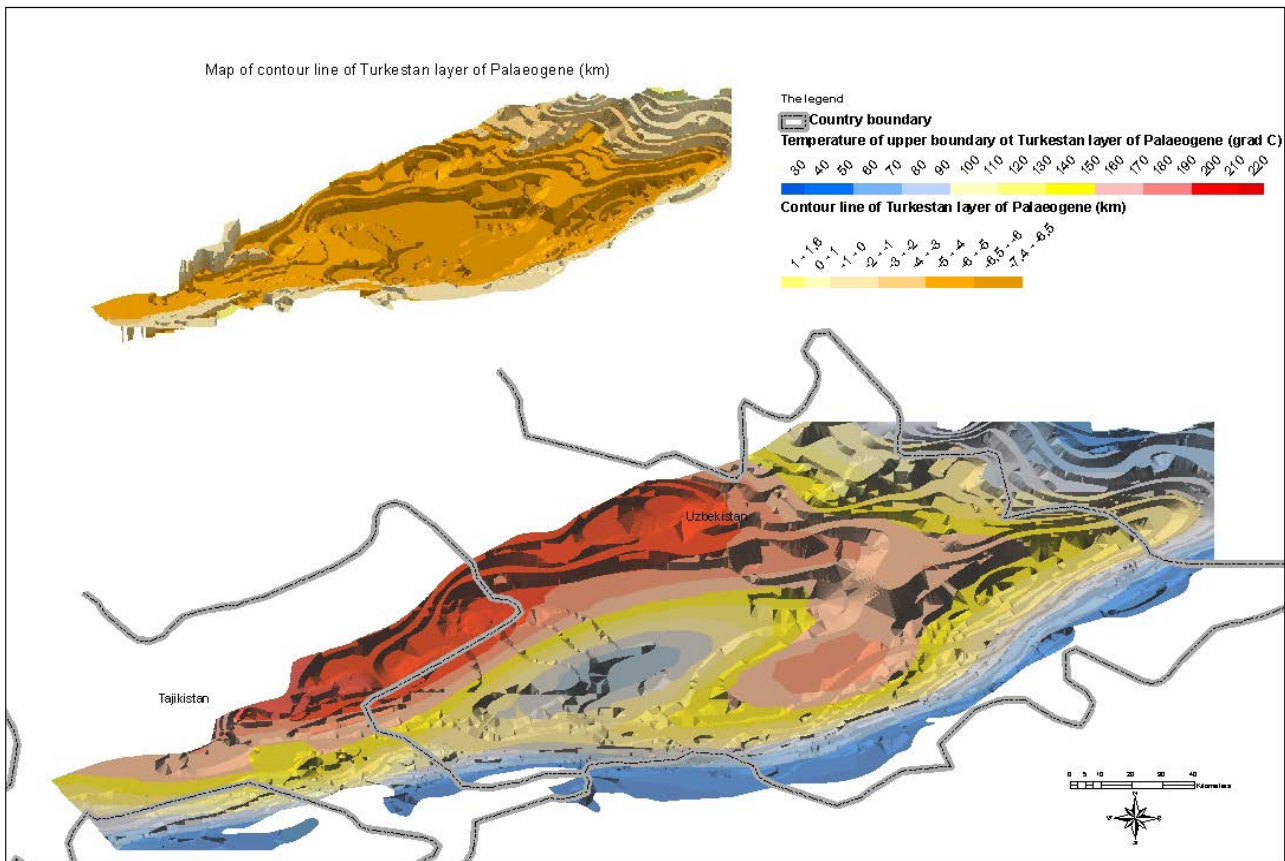 Map of contour line of Turkestan layer of Palaeogene (km)
The legend
Country boundary
Temperature of upper boundary ot Turkestan layer of Palaeogene (grad C)
30 40 50 60 70 80 90 100 110 120 130 140 150 160 170 180 190 200 210 220
Contour line of Turkestan layer of Palaeogene (km)
1 - 1,6 0 - 1 -1 - 0 -2 - -1 -3 - -2 -4 - -3 -5 - -4 -6 - -5 -6,5 - -6 -7,4 - -6,5
Uzbekistan
Tajikistan
0 5 10 20 30 40
Kilometers
N
W E
S